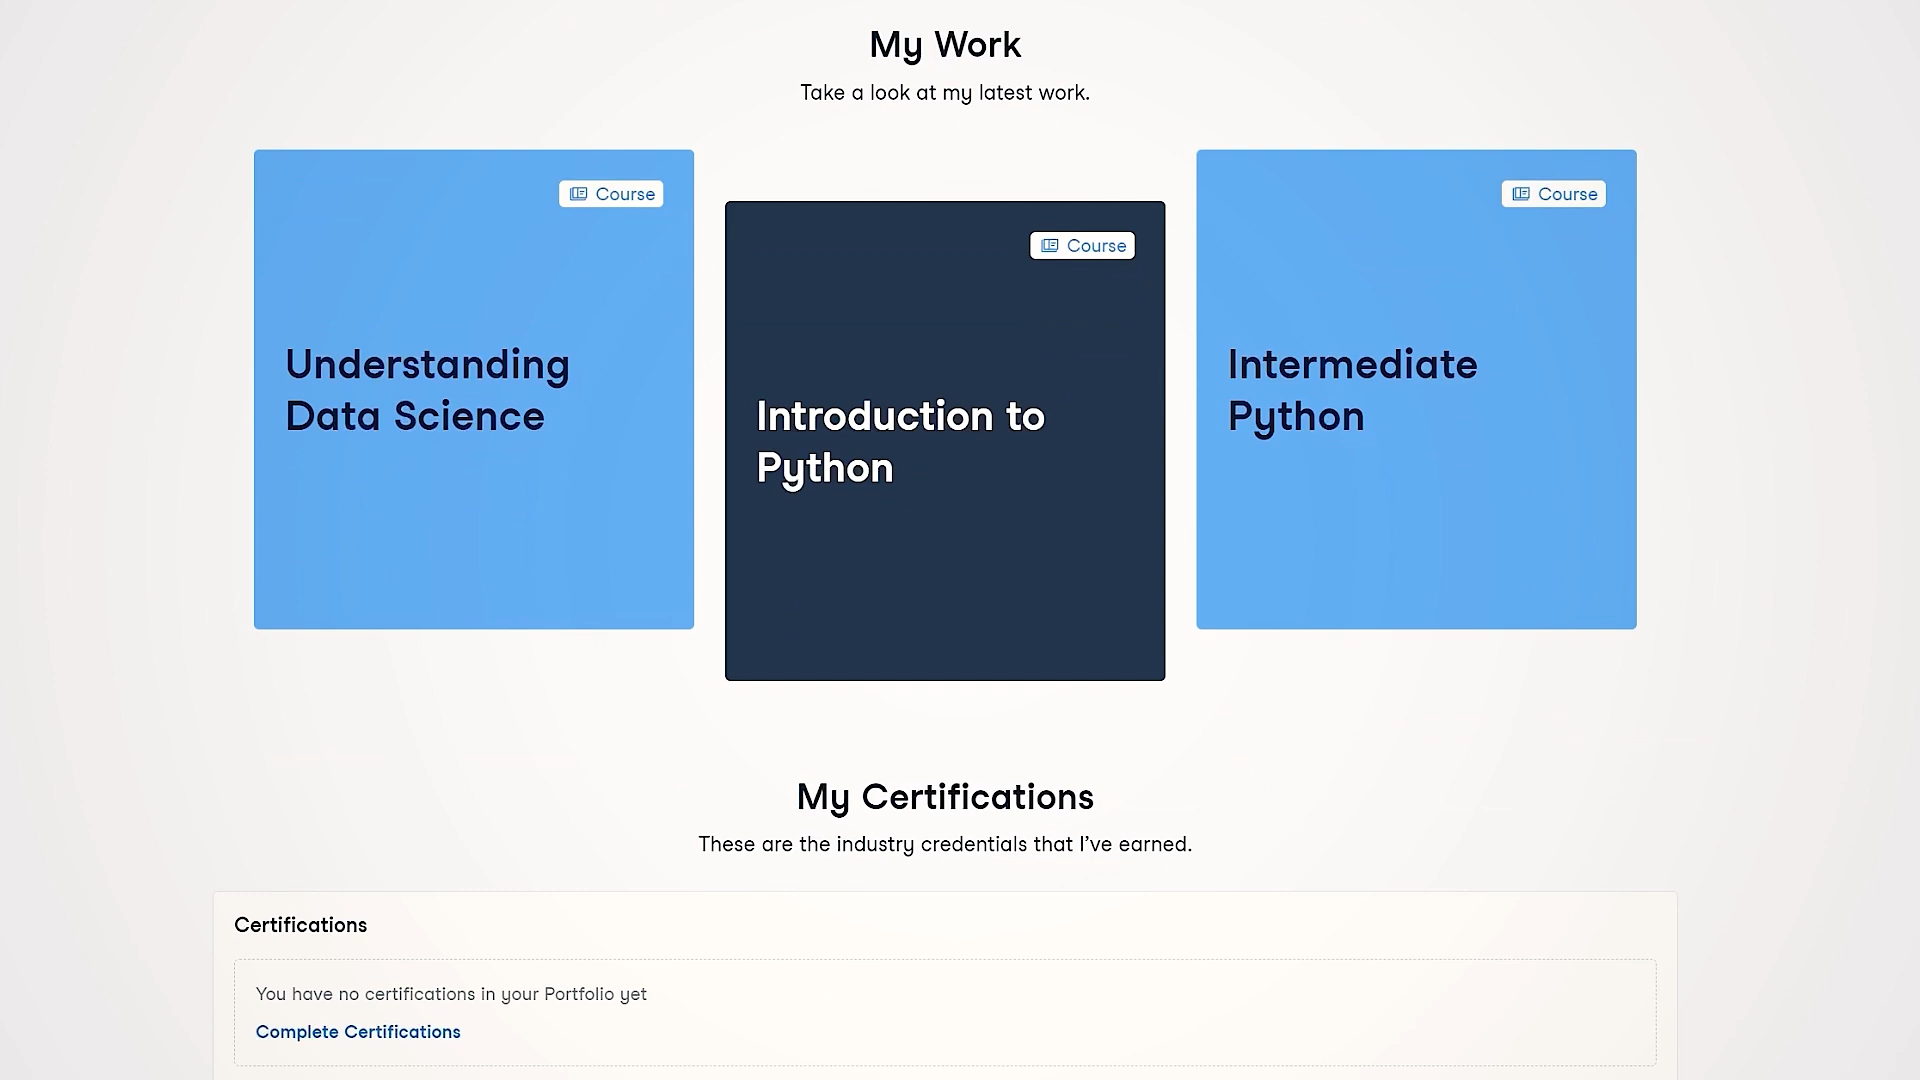 My Work
Take a look at my latest work.
Course
Understanding
Data Science
Course
Introduction to
Python
Course
Intermediate
Python
My Certifications
These are the industry credentials that I've earned.
Certifications
You have no certifications in your Portfolio yet
Complete Certifications